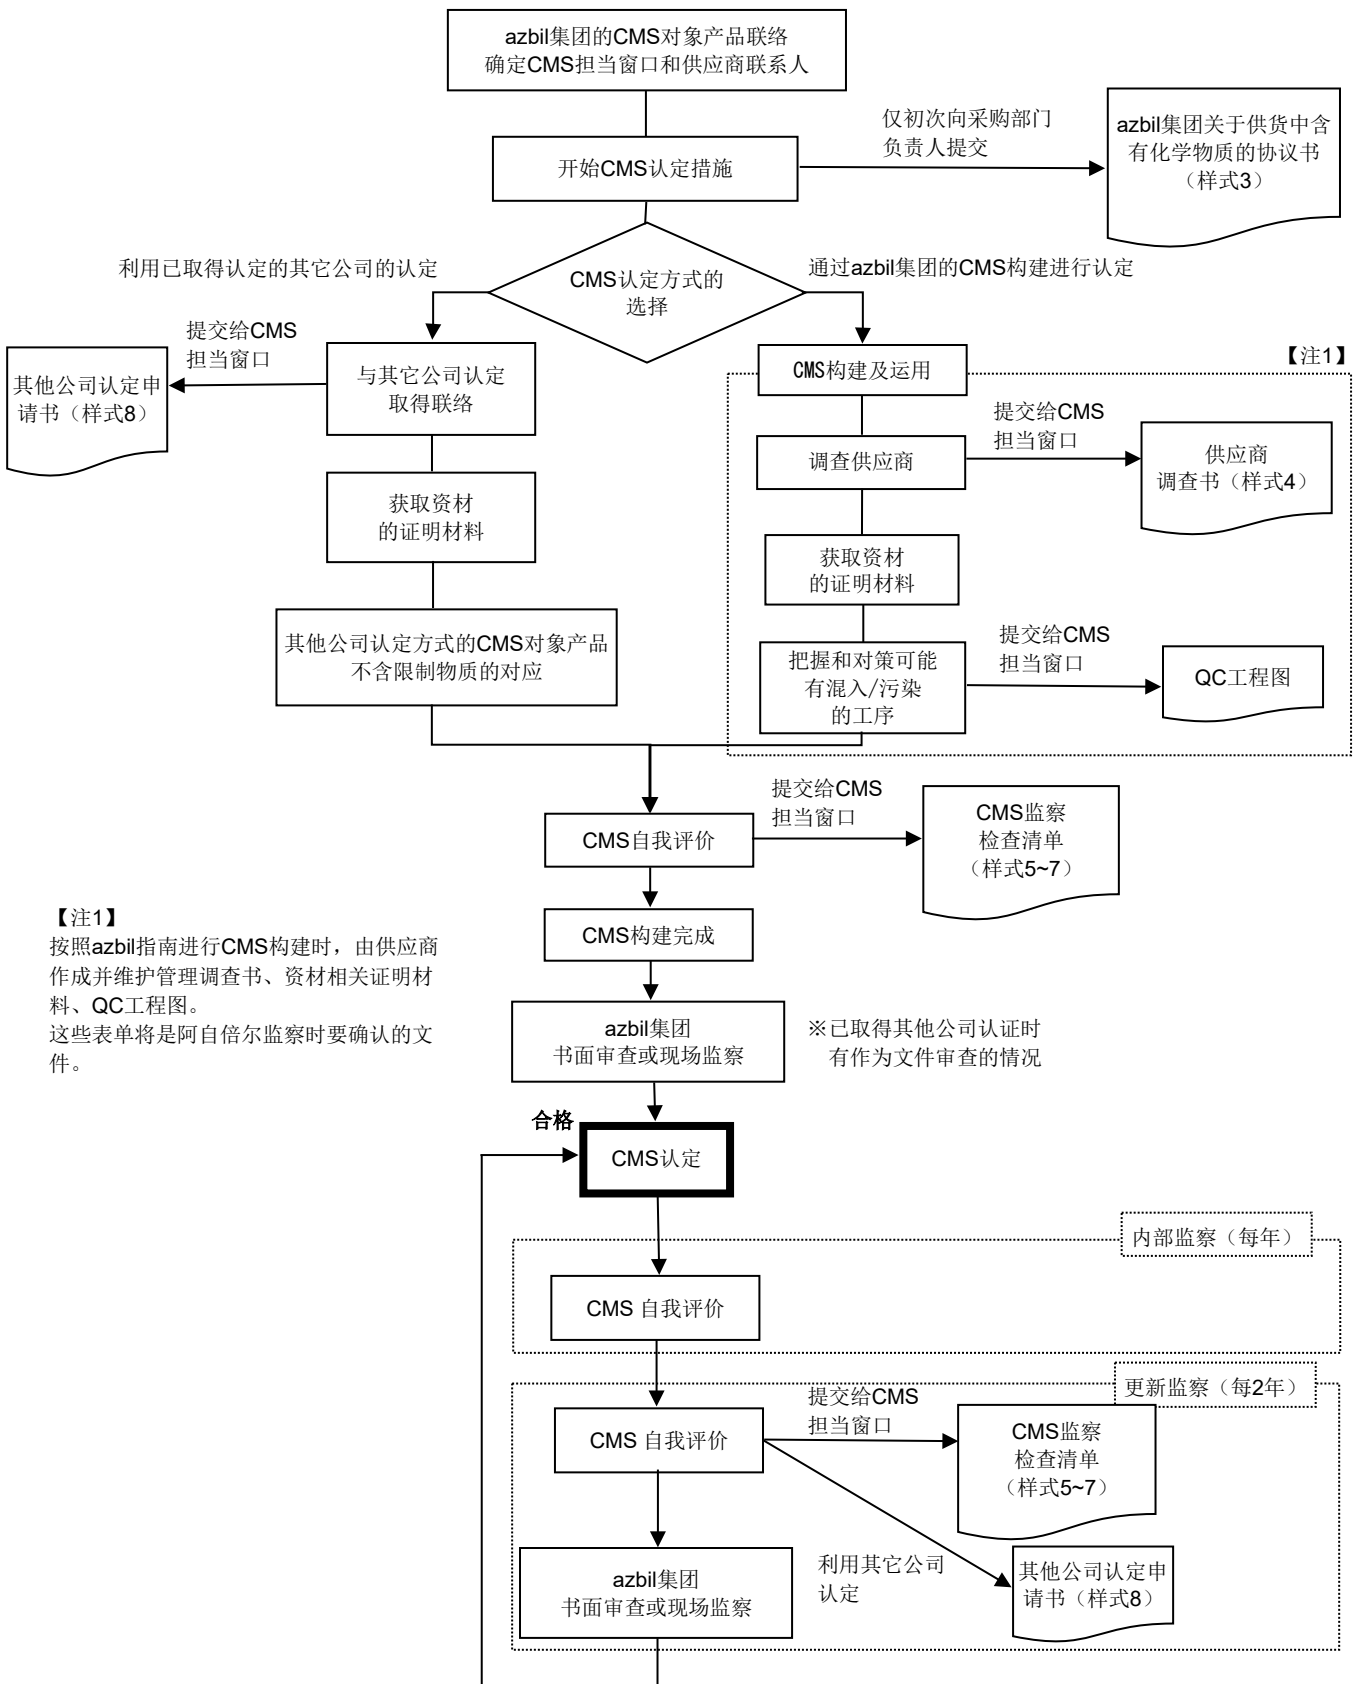 azbil集团的CMS对象产品联络
确定CMS担当窗口和供应商联系人
仅初次向采购部门
负责人提交
azbil集团关于供货中含
有化学物质的协议书
（样式3）
开始CMS认定措施
利用已取得认定的其它公司的认定
CMS认定方式的
选择
通过azbil集团的CMS构建进行认定
提交给CMS
担当窗口
其他公司认定申
请书（样式8）
与其它公司认定
取得联络
【注1】
CMS构建及运用
提交给CMS
担当窗口
调查供应商
供应商
调查书（样式4）
获取资材
的证明材料
获取资材
的证明材料
其他公司认定方式的CMS对象产品
不含限制物质的对应
把握和对策可能
有混入/污染
的工序
提交给CMS
担当窗口
QC工程图
提交给CMS
担当窗口
CMS自我评价
CMS监察
检查清单
（样式5~7）
CMS构建完成
【注1】
按照azbil指南进行CMS构建时，由供应商
作成并维护管理调查书、资材相关证明材
料、QC工程图。
这些表单将是阿自倍尔监察时要确认的文
件。
azbil集团
书面审查或现场监察
※已取得其他公司认证时
有作为文件审查的情况
合格
CMS认定
内部监察（每年）
CMS 自我评价
更新监察（每2年）
提交给CMS
担当窗口
CMS 自我评价
CMS监察
检查清单
（样式5~7）
azbil集团
书面审查或现场监察
利用其它公司
认定
其他公司认定申
请书（样式8）